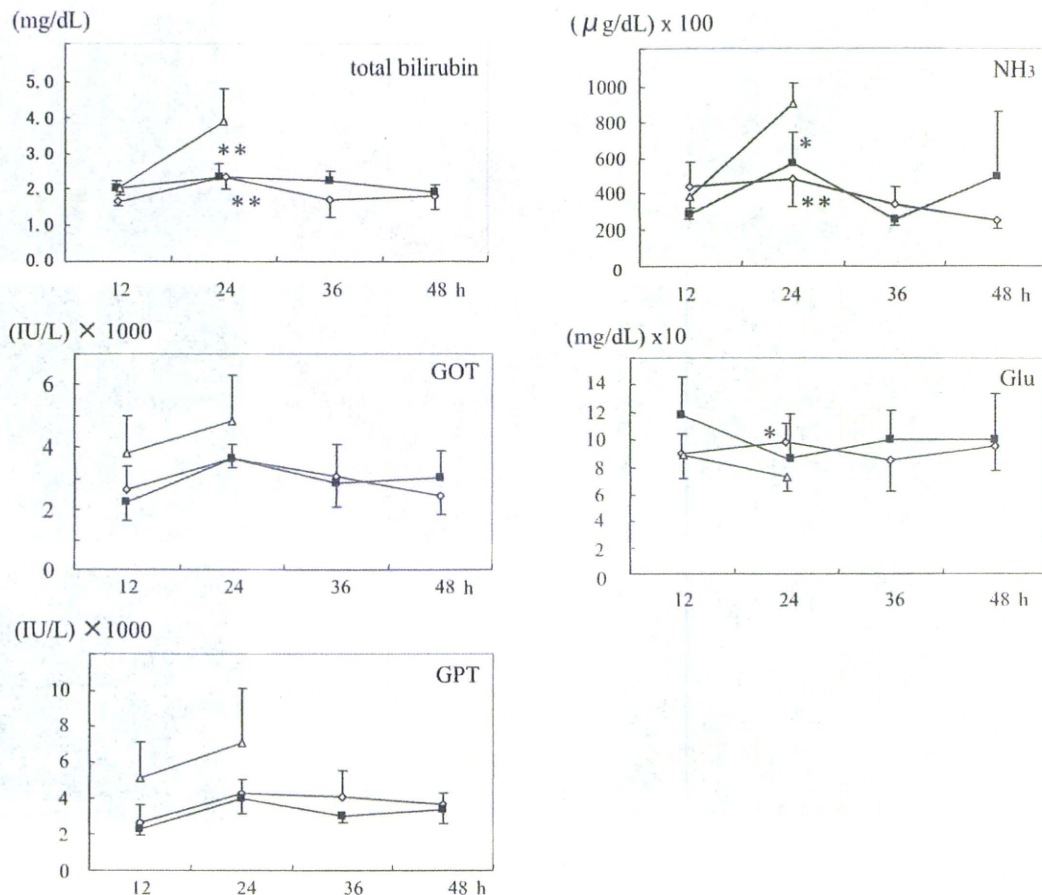 (mg/dL)
total bilirubin
5.0
4.0
3.0
2.0
1.0
0.0
**
**
12 24 36 48 h
(μg/dL) x 100
NH3
1000
800
600
400
200
0
*
**
12 24 36 48 h
(IU/L) × 1000
GOT
6
4
2
0
12 24 36 48 h
(mg/dL) x10
Glu
14
12
10
8
6
4
2
0
*
12 24 36 48 h
(IU/L) ×1000
GPT
10
8
6
4
2
0
12 24 36 48 h